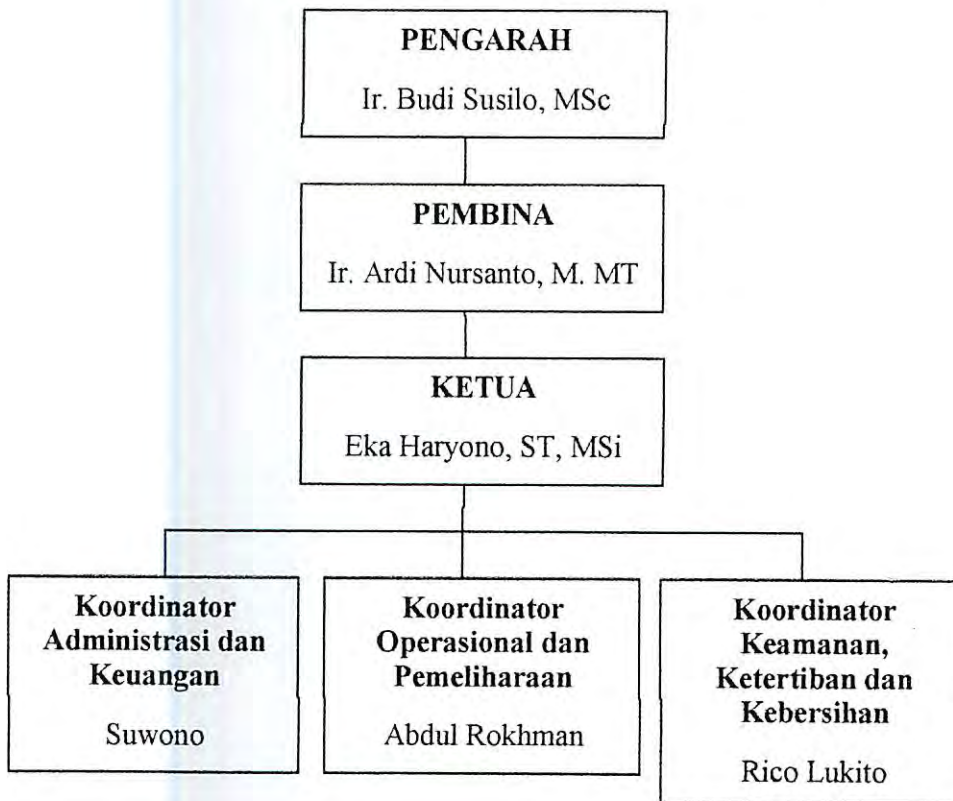 PENGARAH
Ir. Budi Susilo, MSc
PEMBINA
Ir. Ardi Nursanto, M. MT
KETUA
Eka Haryono, ST, MSi
Koordinator
Administrasi dan
Keuangan
Suwono
Koordinator
Operasional dan
Pemeliharaan
Abdul Rokhman
Koordinator
Keamanan,
Ketertiban dan
Kebersihan
Rico Lukito